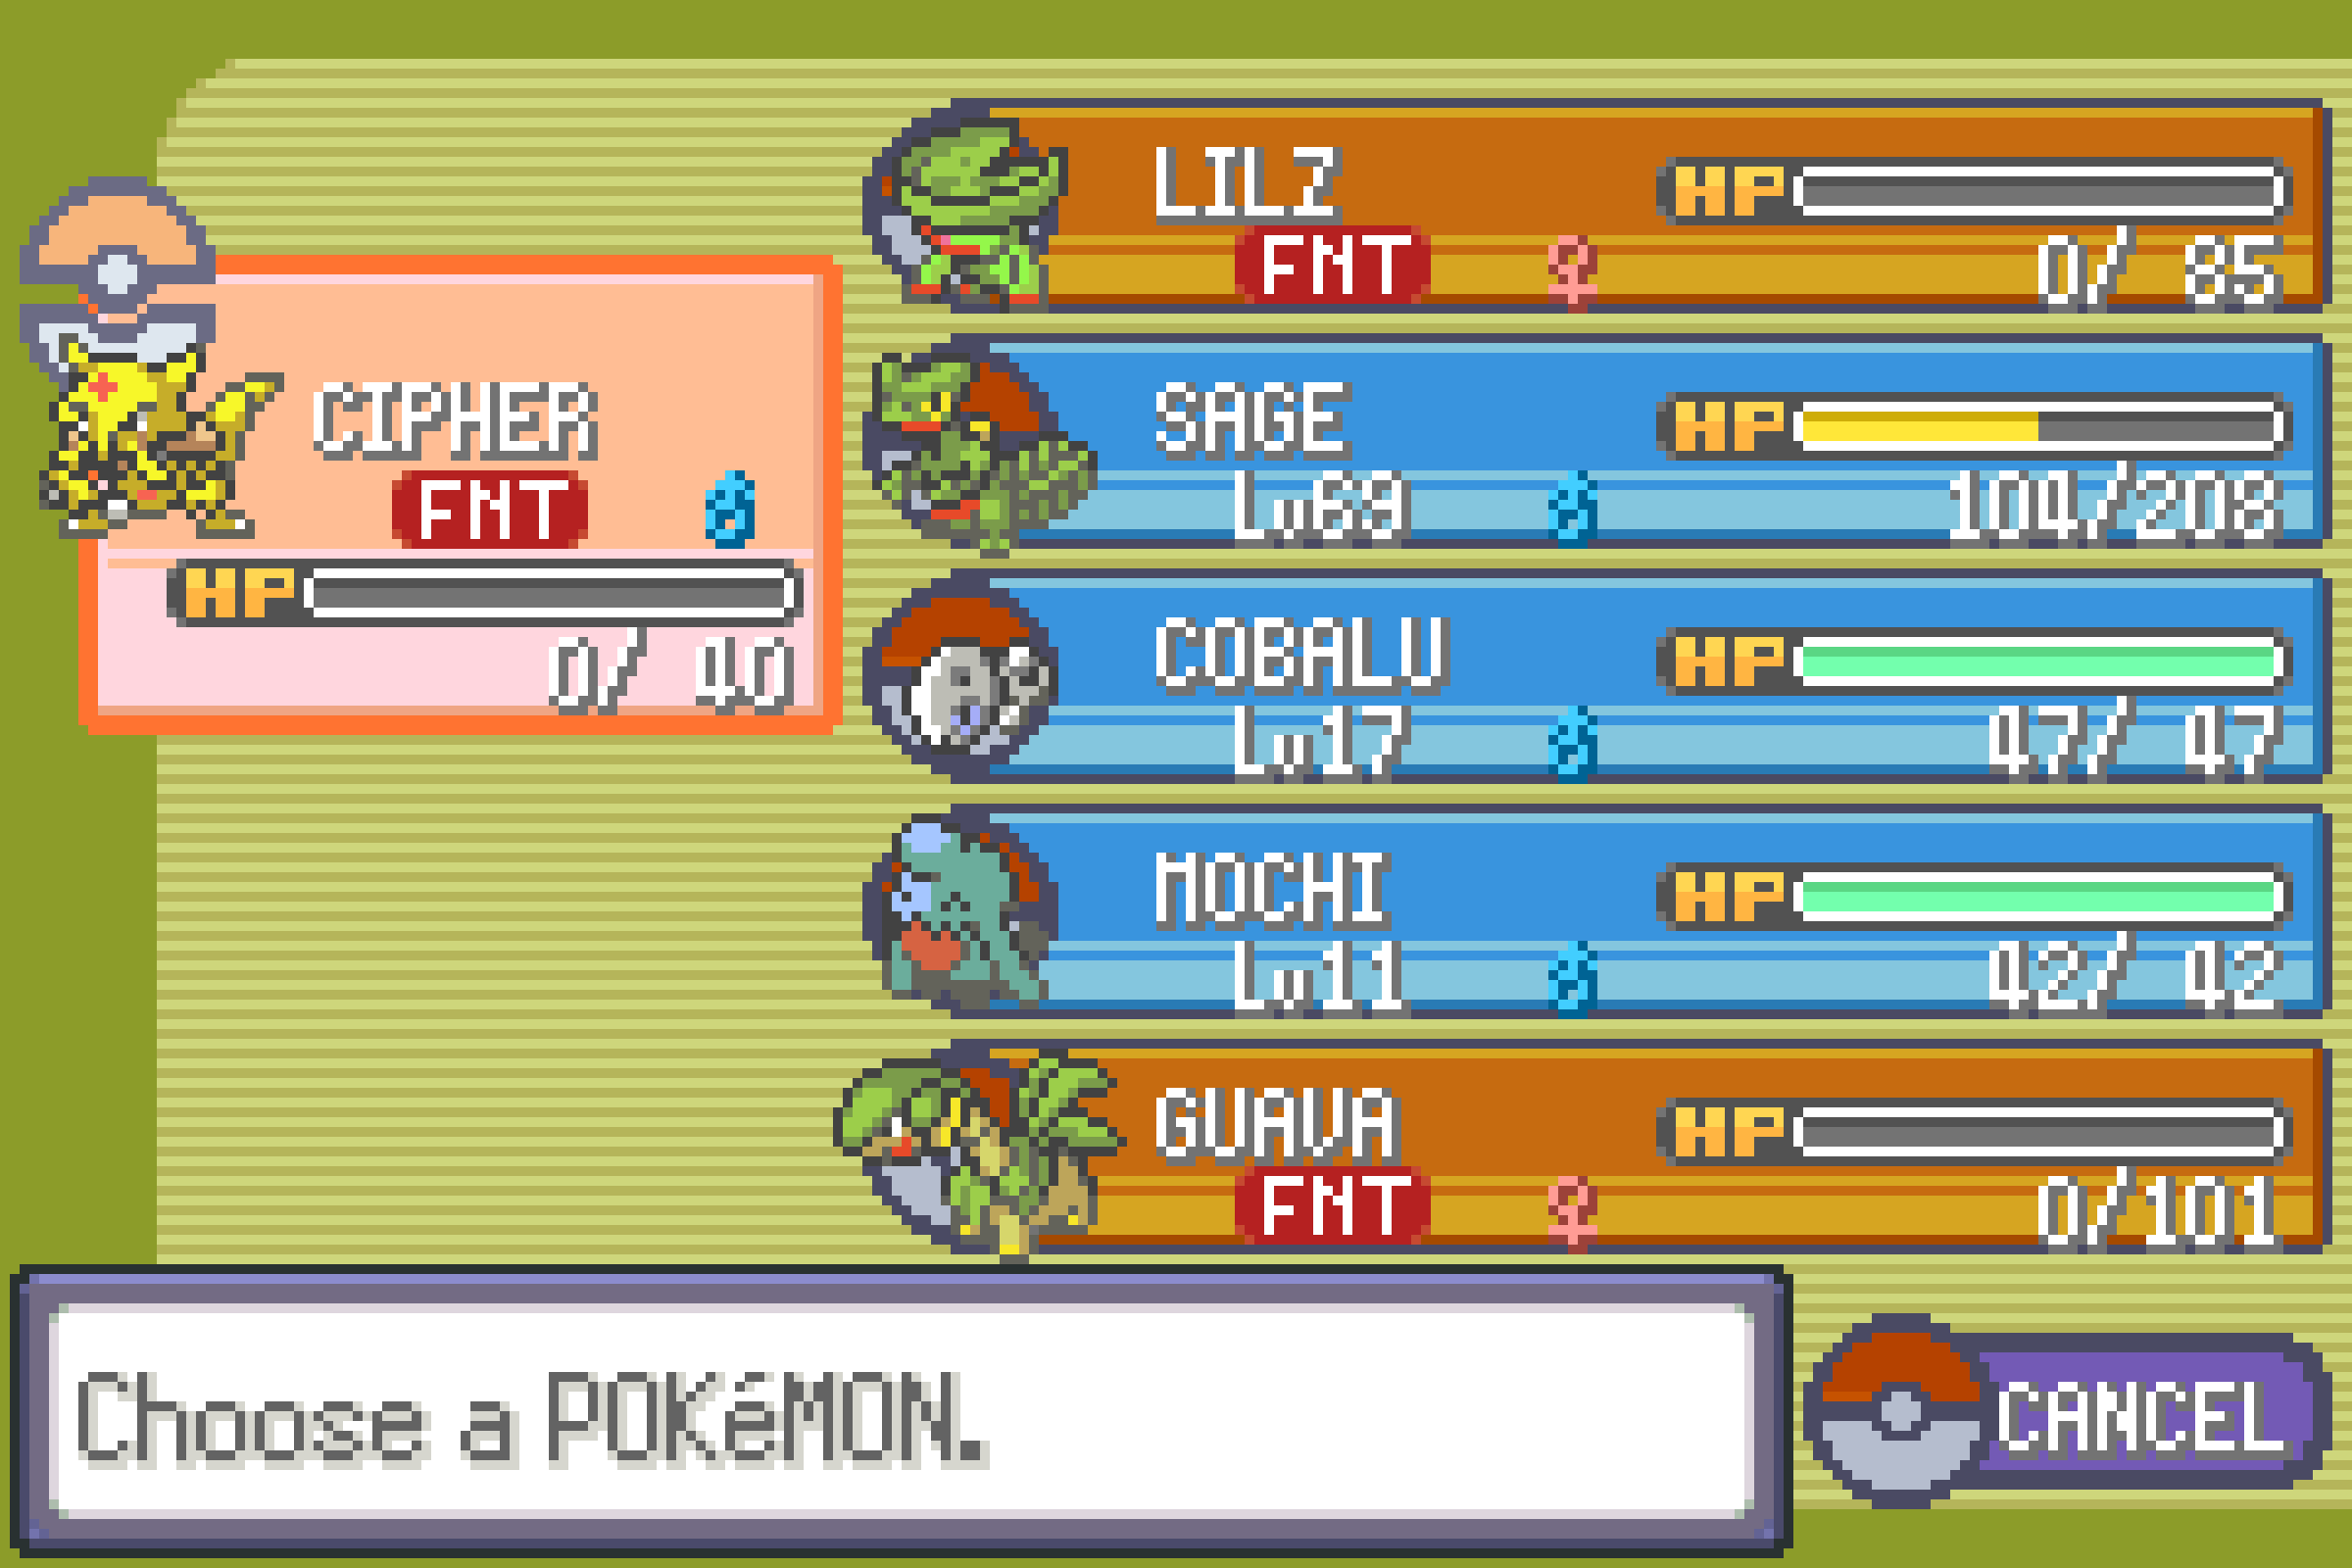 CIPHER
FNT
HP
0/ 40
LILZ
HP
FNT ♀ 0/ 85
SAGE
HP
Lv69 ♂ 104/208
COBALU
HP
Lv17 ♂ 47/ 47
MOCHI
HP
Lv11 ♂ 42/ 42
GUAVA
HP
FNT ♀ 0/101
Choose a POKéMON.
CANCEL